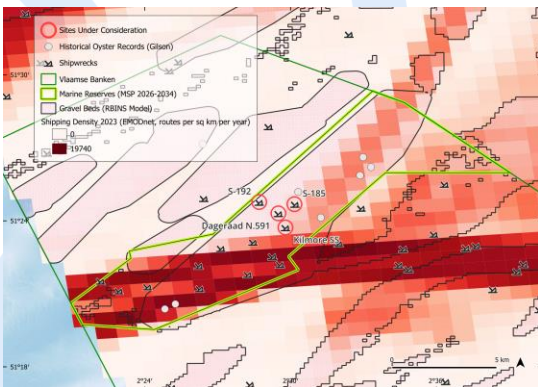 Sites Under Consideration
Historical Oyster Records (Gilson)
Shipwrecks
Vlaamse Banken
Marine Reserves (MSP 2026-2034)
Gravel Beds (RBINS Model)
Shipping Density 2023 (EMODnet, routes per sq km per year)
0
19740
51°30'
S-192
S-185
51°24'
Dageraad N.591
Kilmore SS
51°18'
0
5 km
2°24'
2°30'
2°36'